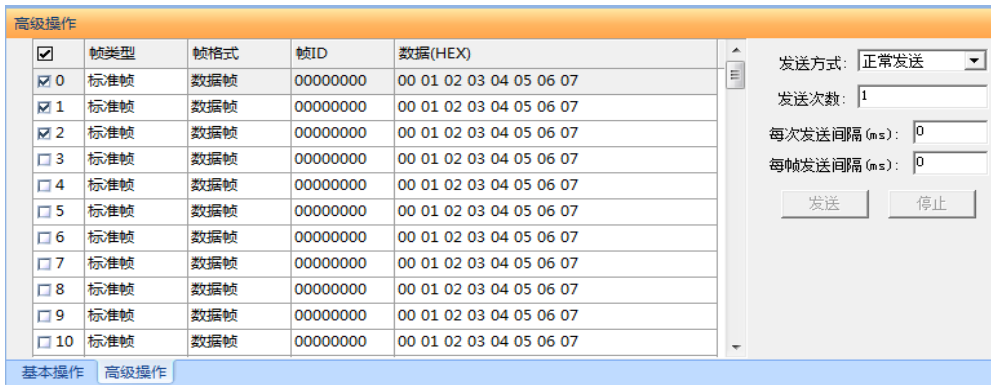 高级操作
帧类型 帧格式 帧ID 数据(HEX)
0 标准帧 数据帧 00000000 00 01 02 03 04 05 06 07
1 标准帧 数据帧 00000000 00 01 02 03 04 05 06 07
2 标准帧 数据帧 00000000 00 01 02 03 04 05 06 07
3 标准帧 数据帧 00000000 00 01 02 03 04 05 06 07
4 标准帧 数据帧 00000000 00 01 02 03 04 05 06 07
5 标准帧 数据帧 00000000 00 01 02 03 04 05 06 07
6 标准帧 数据帧 00000000 00 01 02 03 04 05 06 07
7 标准帧 数据帧 00000000 00 01 02 03 04 05 06 07
8 标准帧 数据帧 00000000 00 01 02 03 04 05 06 07
9 标准帧 数据帧 00000000 00 01 02 03 04 05 06 07
10 标准帧 数据帧 00000000 00 01 02 03 04 05 06 07
发送方式: 正常发送
发送次数: 1
每次发送间隔(ms): 0
每帧发送间隔(ms): 0
发送 停止
基本操作 高级操作